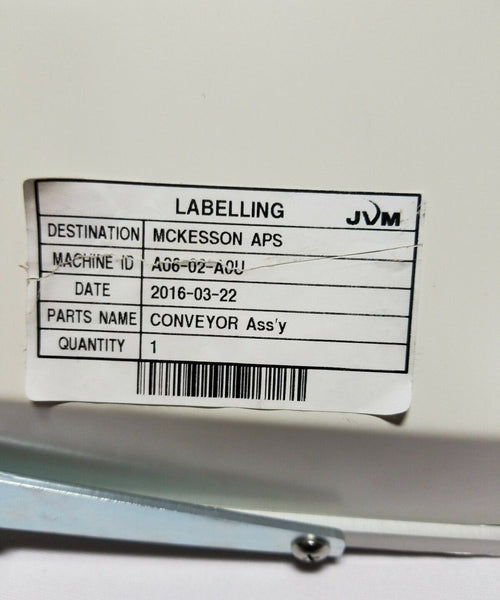 LABELLING JVM
DESTINATION MCKESSON APS
MACHINE ID A06-02-A0U
DATE 2016-03-22
PARTS NAME CONVEYOR Ass'y
QUANTITY 1